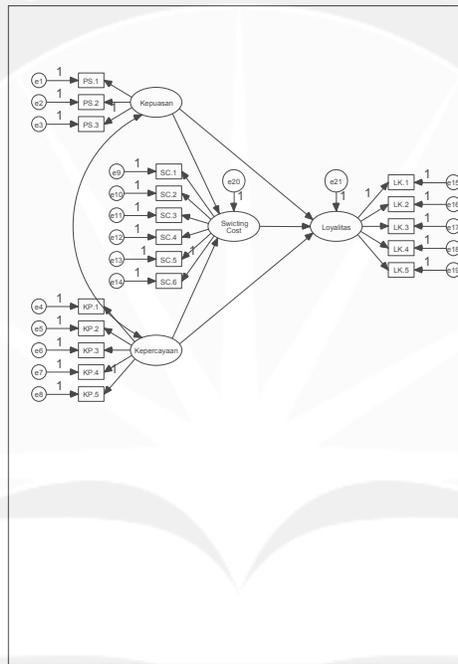 e1 1 PS.1
e2 1 PS.2 1
e3 1 PS.3
Kepuasan
e9 1 SC.1
e10 1 SC.2
e11 1 SC.3
e12 1 SC.4
e13 1 SC.5 1
e14 1 SC.6
e20
1
Swicting
Cost
e21
1
Loyalitas
1 LK.1 1 e15
LK.2 1 e16
LK.3 1 e17
LK.4 1 e18
LK.5 1 e19
e4 1 KP.1
e5 1 KP.2
e6 1 KP.3
e7 1 KP.4 1
e8 1 KP.5
Kepercayaan